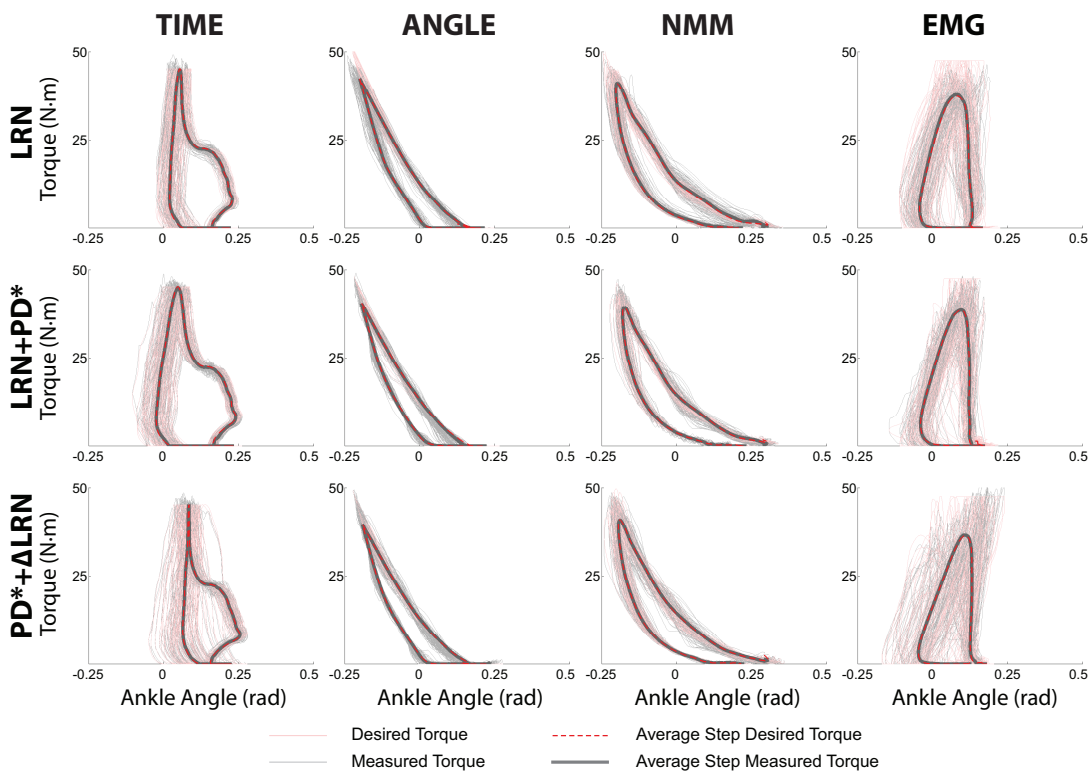 TIME ANGLE NMM EMG
LRN
Torque (N·m)
50 50 50 50
25 25 25 25
-0.25 0 0.25 0.5 -0.25 0 0.25 0.5 -0.25 0 0.25 0.5 -0.25 0 0.25 0.5
LRN+PD*
Torque (N·m)
50 50 50 50
25 25 25 25
-0.25 0 0.25 0.5 -0.25 0 0.25 0.5 -0.25 0 0.25 0.5 -0.25 0 0.25 0.5
PD*+ΔLRN
Torque (N·m)
50 50 50 50
25 25 25 25
-0.25 0 0.25 0.5 -0.25 0 0.25 0.5 -0.25 0 0.25 0.5 -0.25 0 0.25 0.5
Ankle Angle (rad) Ankle Angle (rad) Ankle Angle (rad) Ankle Angle (rad)
Desired Torque Average Step Desired Torque
Measured Torque Average Step Measured Torque